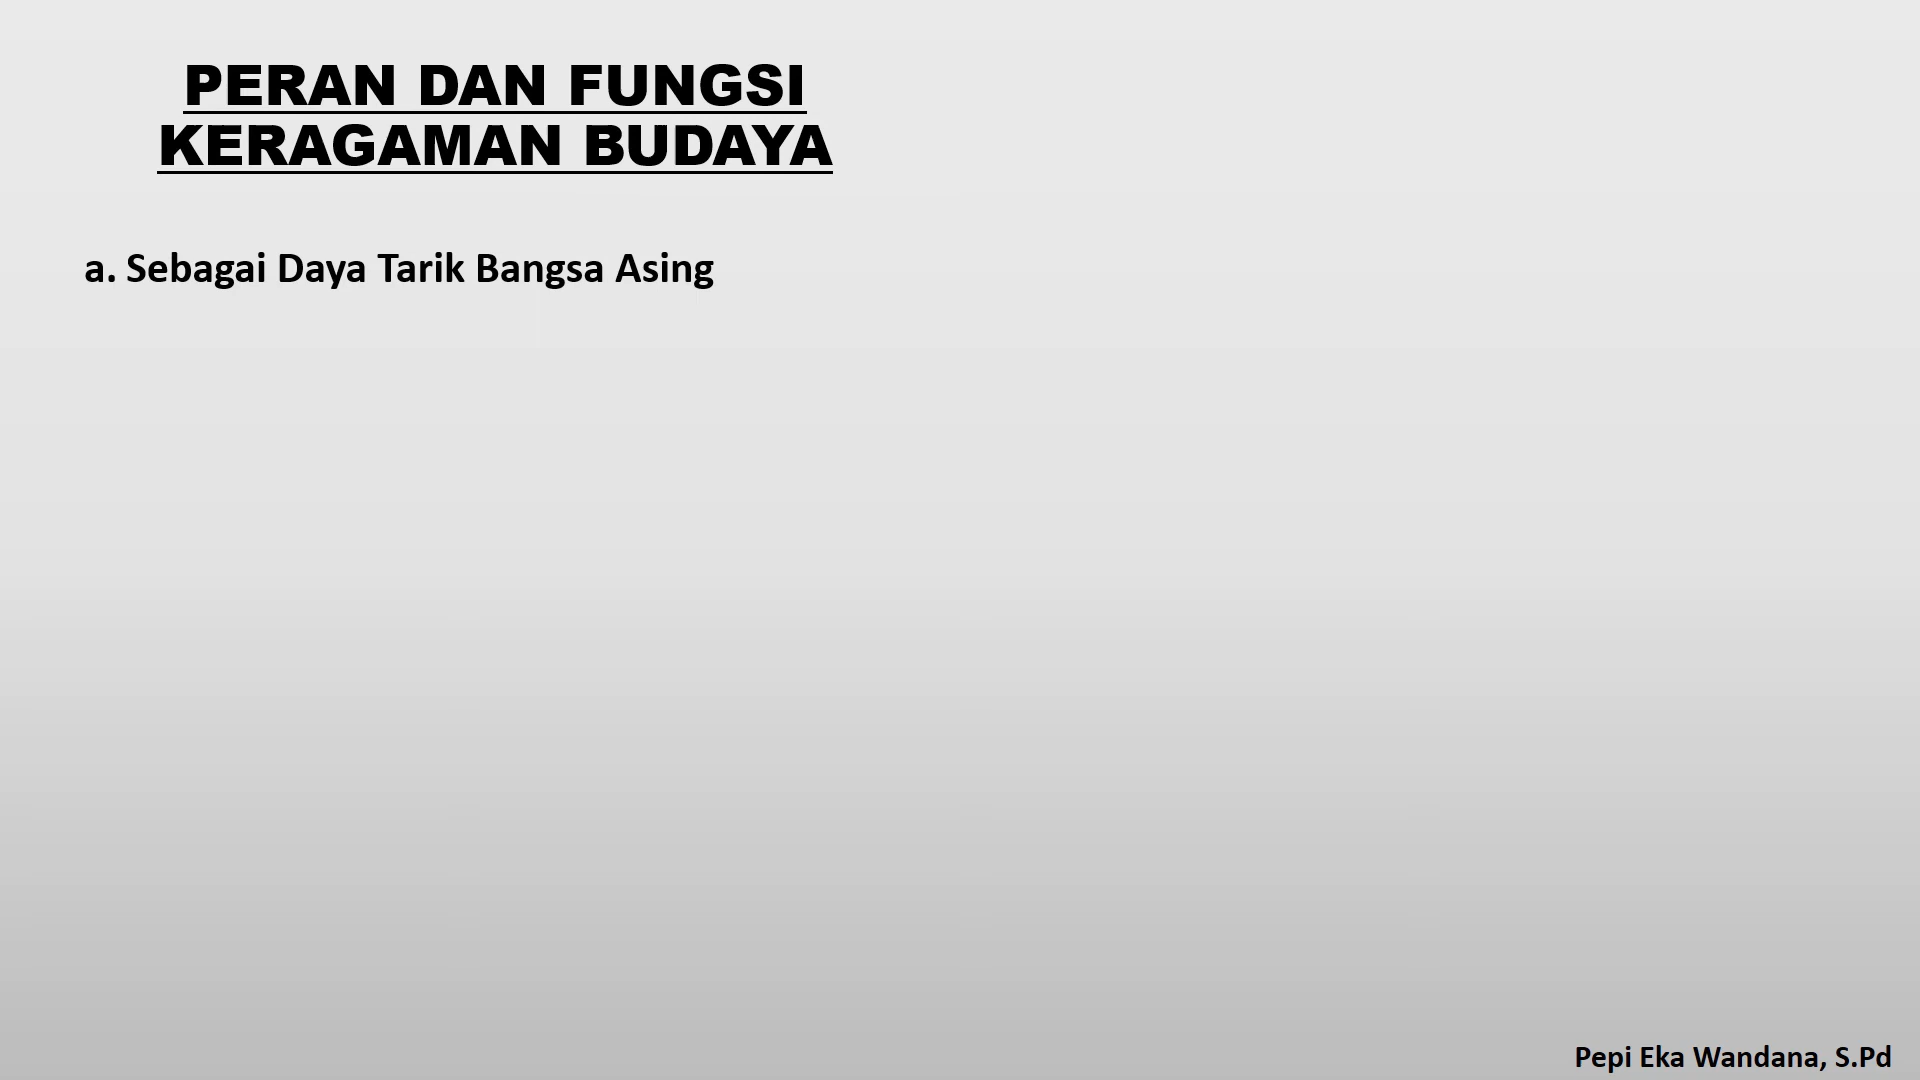 PERAN DAN FUNGSI
KERAGAMAN BUDAYA
a. Sebagai Daya Tarik Bangsa Asing
Pepi Eka Wandana, S.Pd